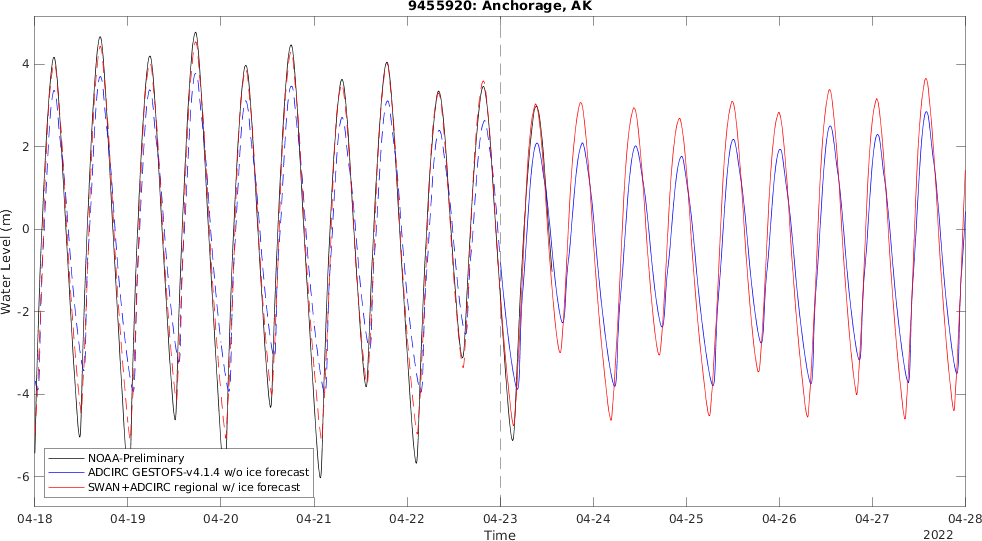 9455920: Anchorage, AK
Water Level (m)
4
2
0
-2
-4
-6
NOAA-Preliminary
ADCIRC GESTOFS-v4.1.4 w/o ice forecast
SWAN+ADCIRC regional w/ ice forecast
04-18 04-19 04-20 04-21 04-22 04-23 04-24 04-25 04-26 04-27 04-28
Time
2022